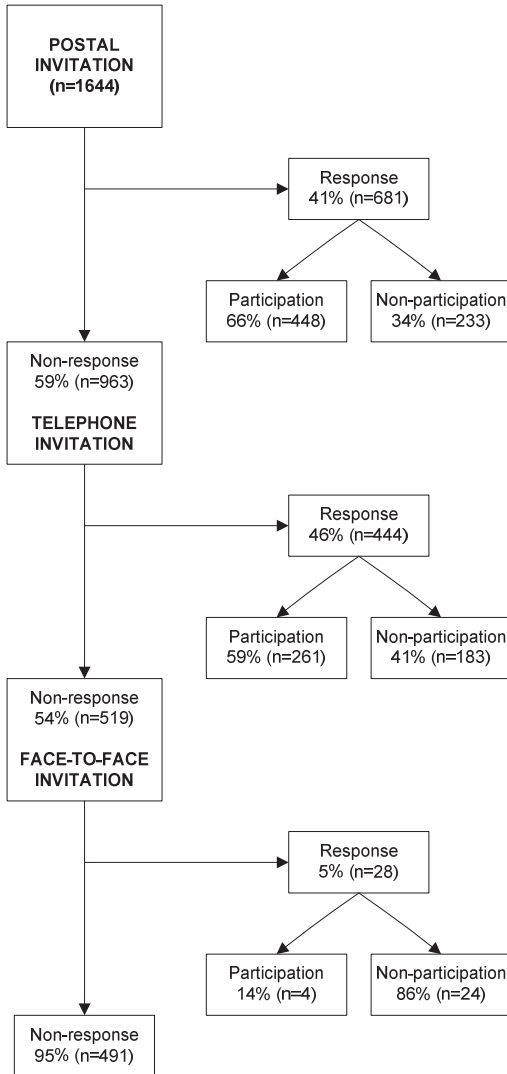 POSTAL
INVITATION
(n=1644)
Response
41% (n=681)
Participation
66% (n=448)
Non-participation
34% (n=233)
Non-response
59% (n=963)
TELEPHONE
INVITATION
Response
46% (n=444)
Participation
59% (n=261)
Non-participation
41% (n=183)
Non-response
54% (n=519)
FACE-TO-FACE
INVITATION
Response
5% (n=28)
Participation
14% (n=4)
Non-participation
86% (n=24)
Non-response
95% (n=491)